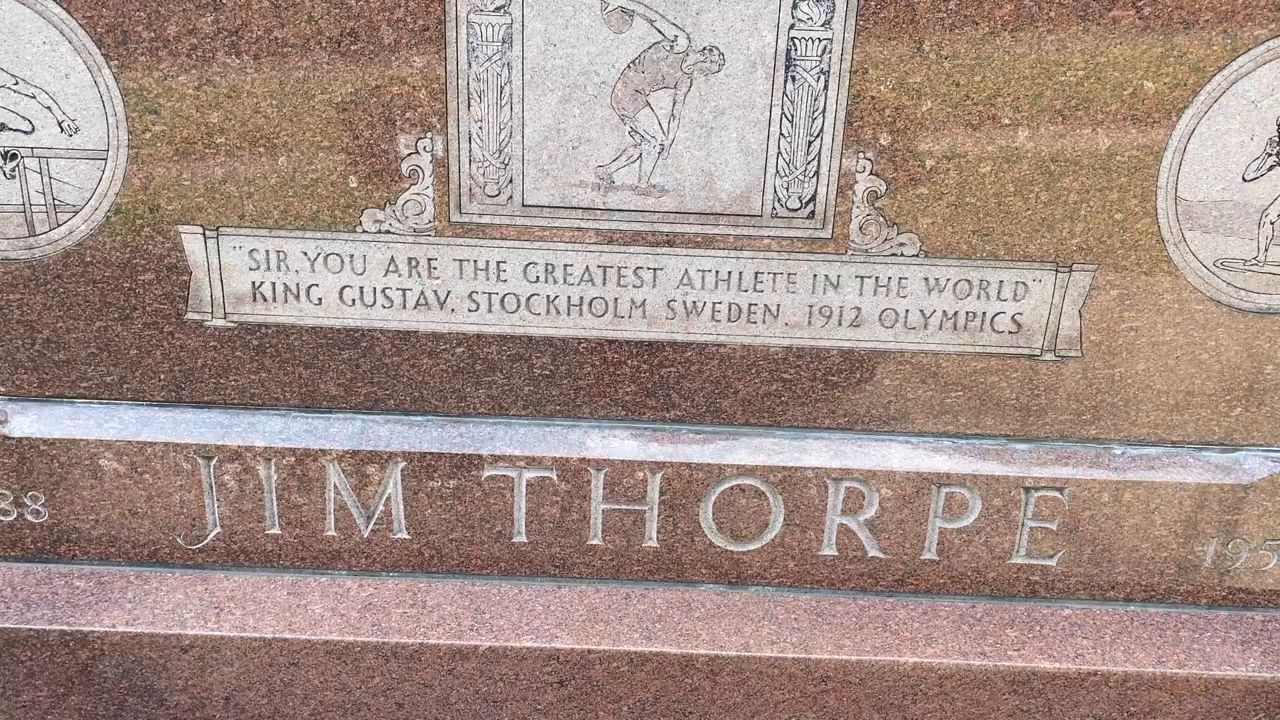 "SIR, YOU ARE THE GREATEST ATHLETE IN THE WORLD"
KING GUSTAV, STOCKHOLM SWEDEN, 1912 OLYMPICS
JIM THORPE